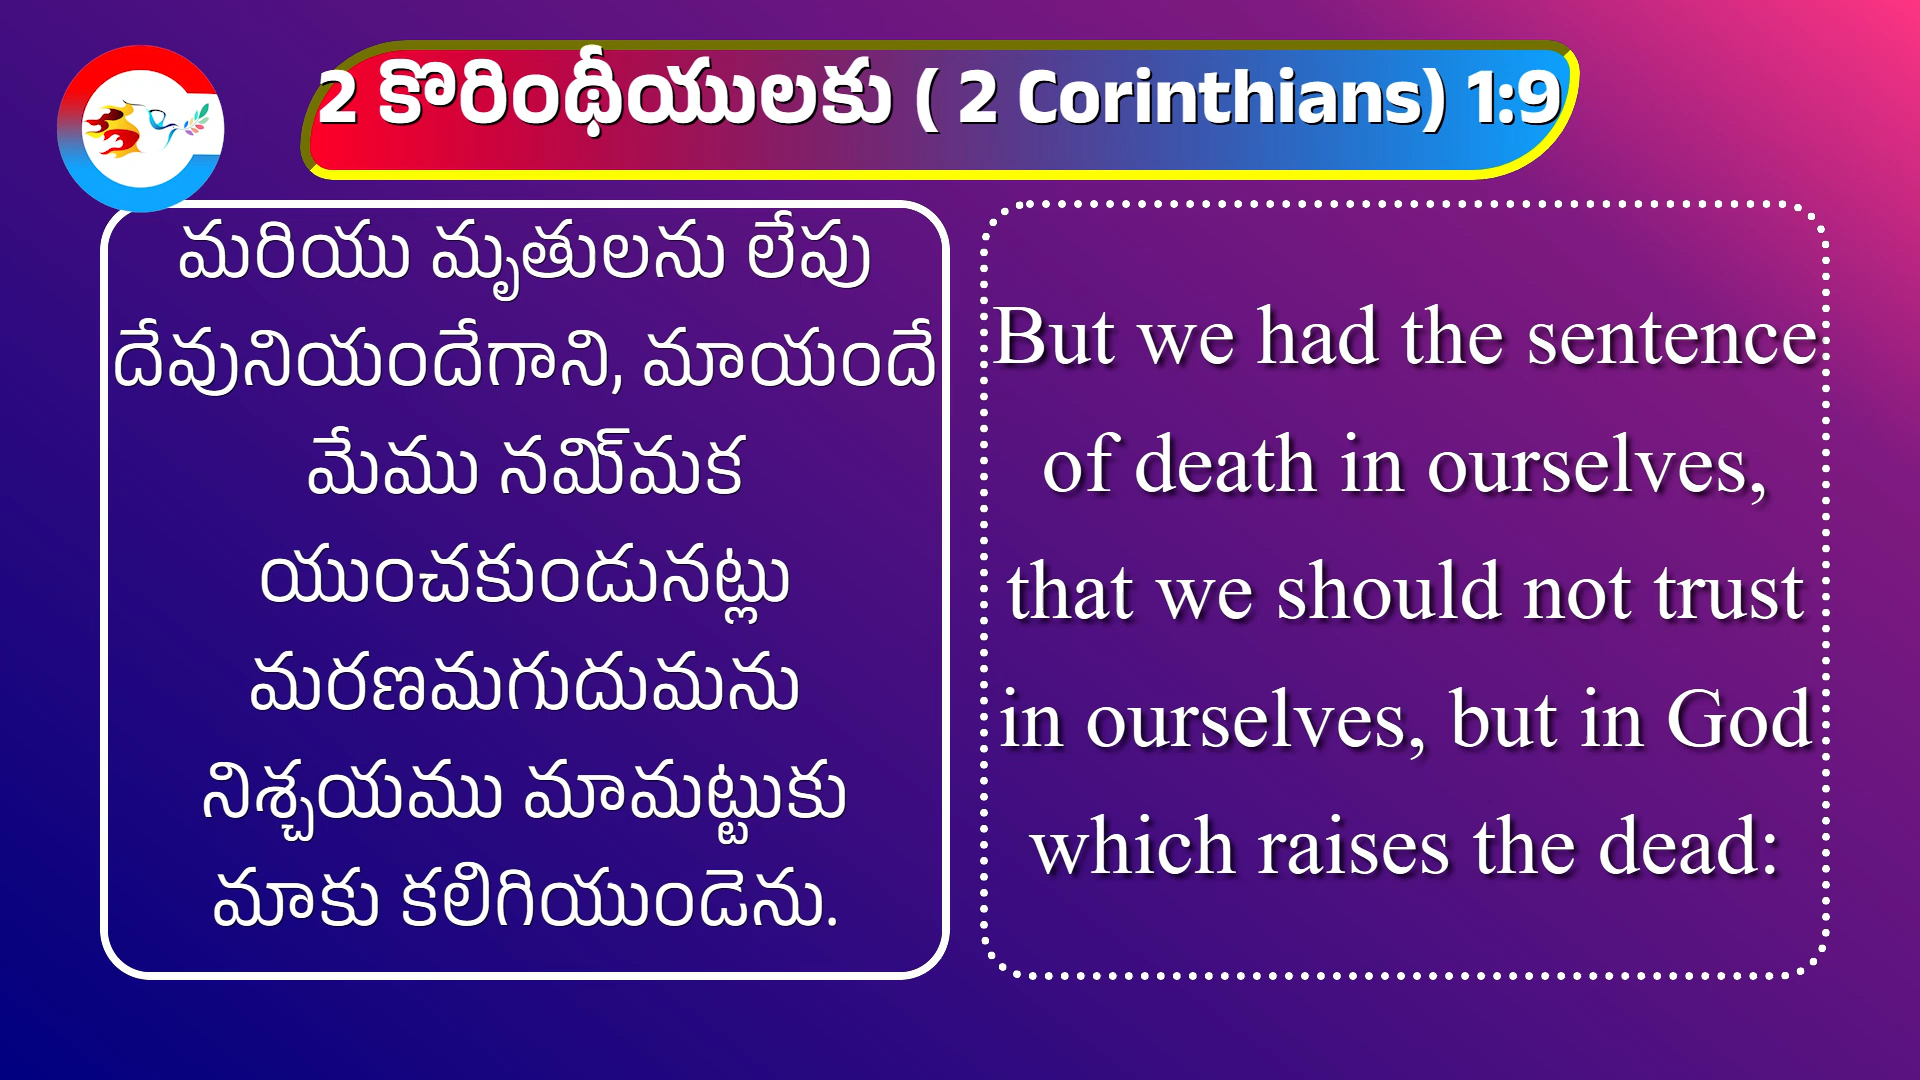 2 కొరింథీయులకు ( 2 Corinthians) 1:9
మరియు మృతులను లేపు
దేవునియందేగాని, మాయందే
మేము నమి్మక
యుంచకుండునట్లు
మరణమగుదుమను
నిశ్చయము మామట్టుకు
మాకు కలిగియుండెను.
But we had the sentence
of death in ourselves,
that we should not trust
in ourselves, but in God
which raises the dead: